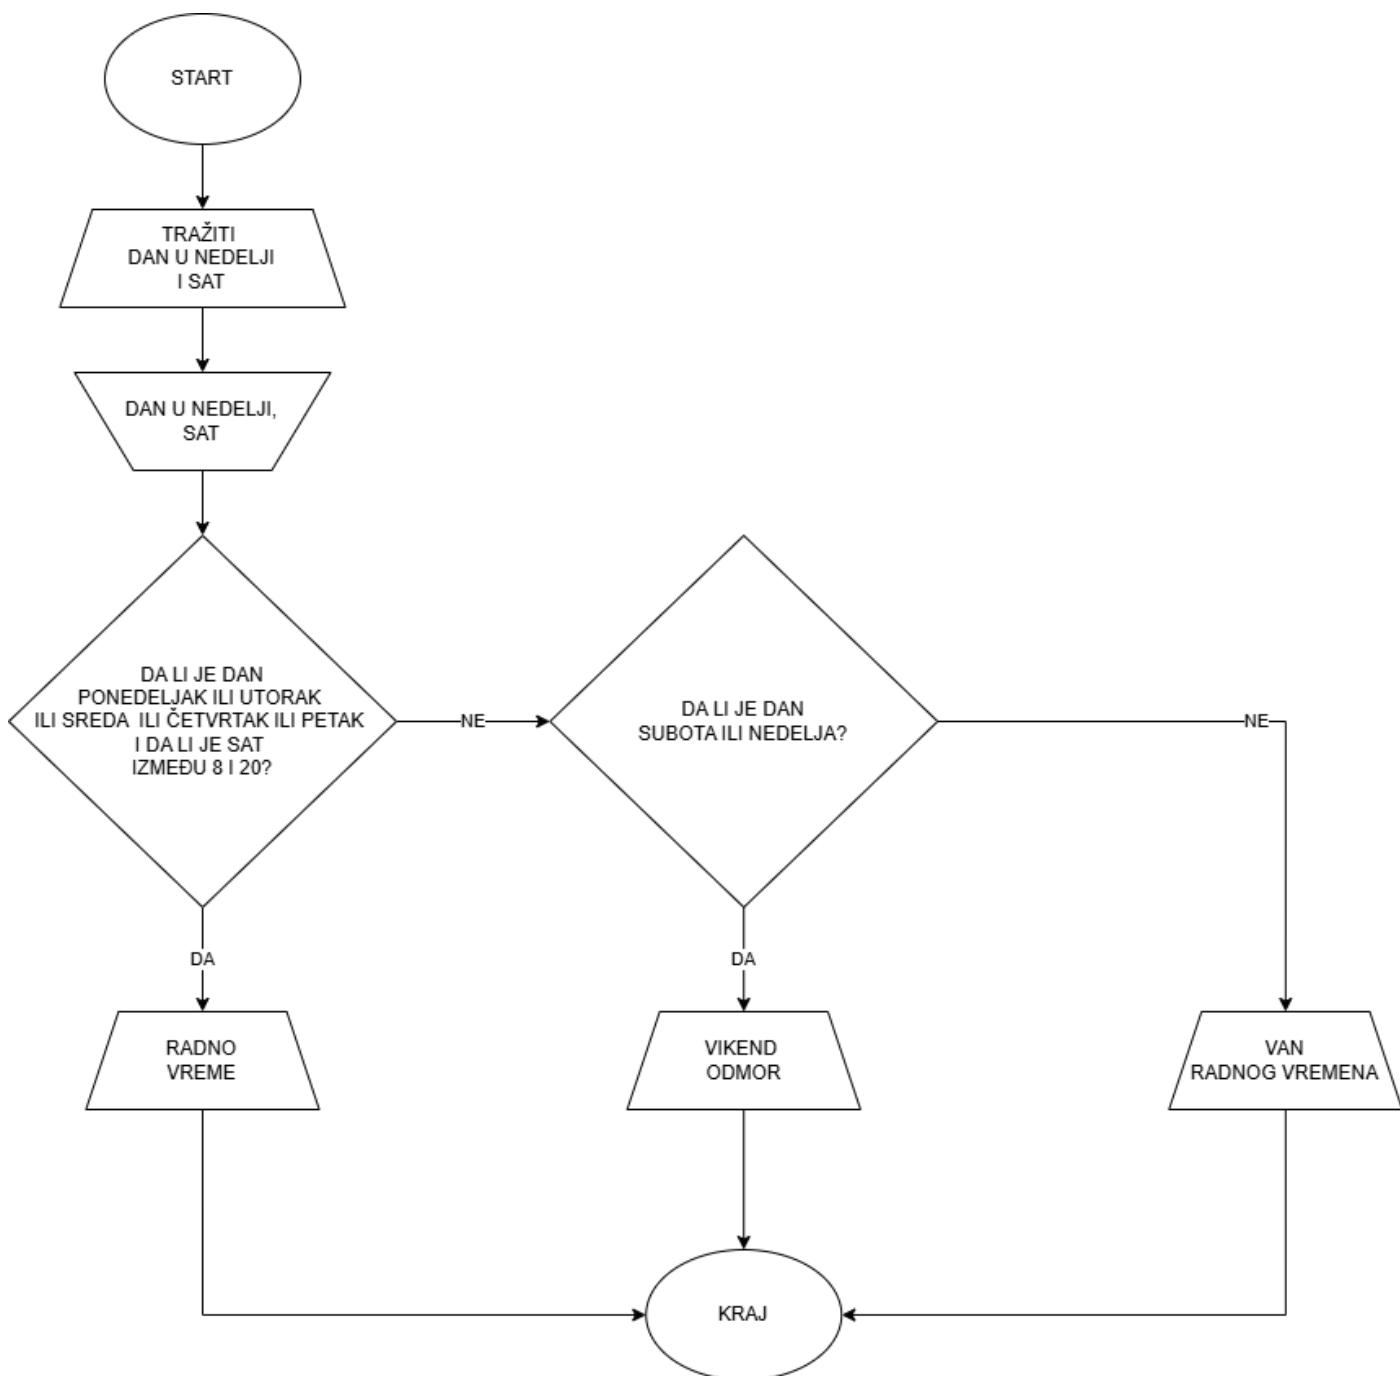 START
TRAŽITI
DAN U NEDELJI
I SAT
DAN U NEDELJI,
SAT
DA LI JE DAN
PONEDELJAK ILI UTORAK
ILI SREDA  ILI ČETVRTAK ILI PETAK
I DA LI JE SAT
IZMEĐU 8 I 20?
NE
DA LI JE DAN
SUBOTA ILI NEDELJA?
NE
DA
DA
RADNO
VREME
VIKEND
ODMOR
VAN
RADNOG VREMENA
KRAJ